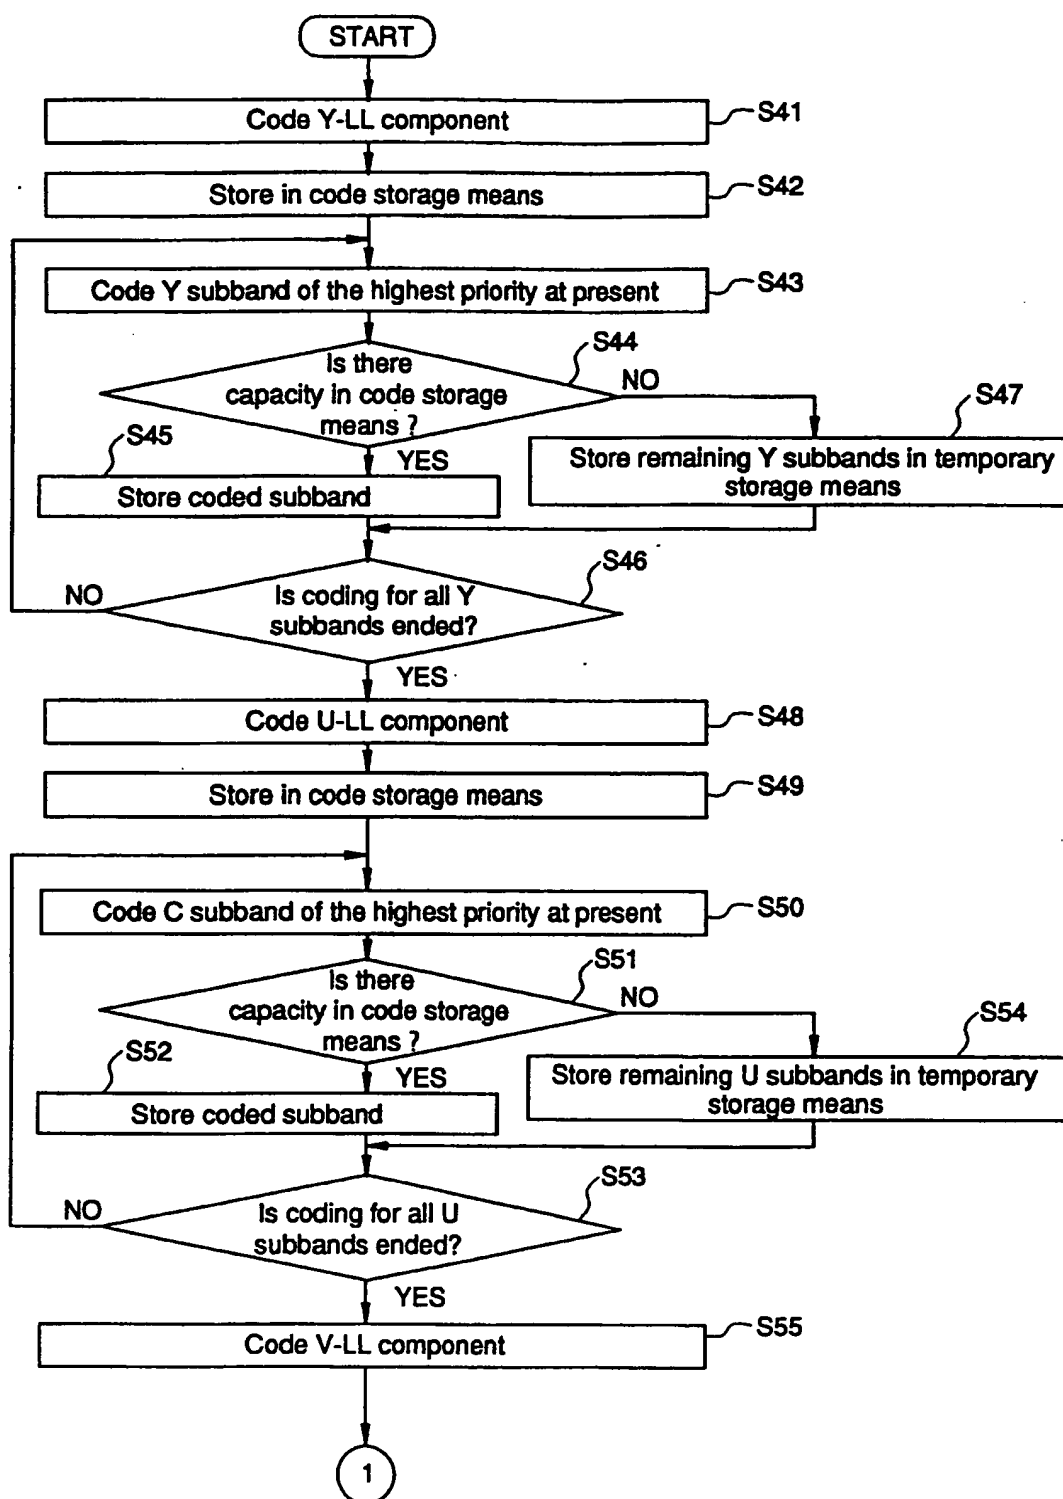 START
Code Y-LL component
S41
Store in code storage means
S42
Code Y subband of the highest priority at present
S43
Is there
capacity in code storage
means ?
S44
NO
YES
S45
Store coded subband
S47
Store remaining Y subbands in temporary
storage means
S46
Is coding for all Y
subbands ended?
NO
YES
Code U-LL component
S48
Store in code storage means
S49
Code C subband of the highest priority at present
S50
Is there
capacity in code storage
means ?
S51
NO
YES
S52
Store coded subband
S54
Store remaining U subbands in temporary
storage means
S53
Is coding for all U
subbands ended?
NO
YES
Code V-LL component
S55
1